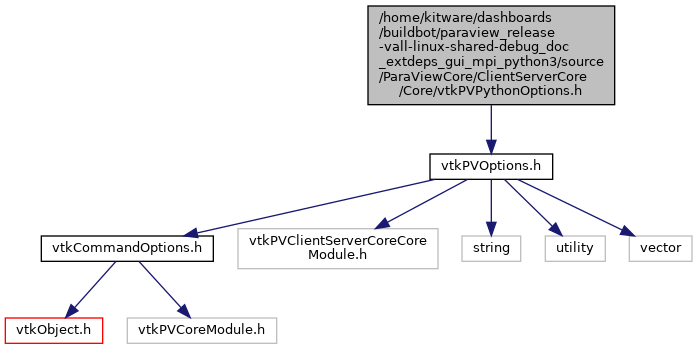 /home/kitware/dashboards
/buildbot/paraview_release
-vall-linux-shared-debug_doc
_extdeps_gui_mpi_python3/source
/ParaViewCore/ClientServerCore
/Core/vtkPVPythonOptions.h
vtkPVOptions.h
vtkCommandOptions.h
vtkPVClientServerCoreCore
Module.h
string
utility
vector
vtkObject.h
vtkPVCoreModule.h